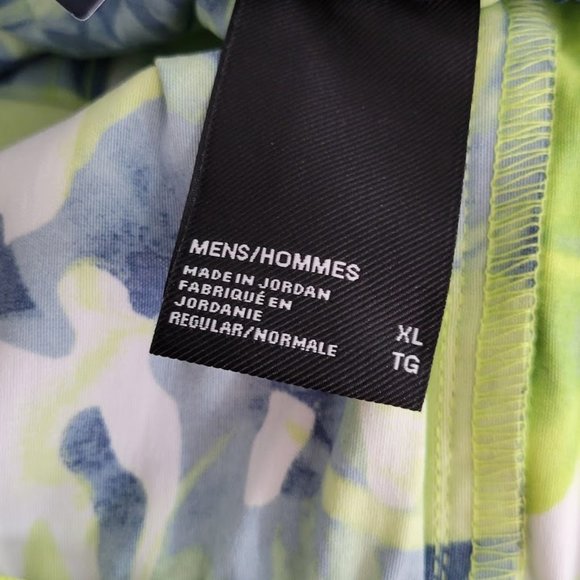 MENS/HOMMES
MADE IN JORDAN
FABRIQUÉ EN
JORDANIE
REGULAR/NORMALE
XL
TG